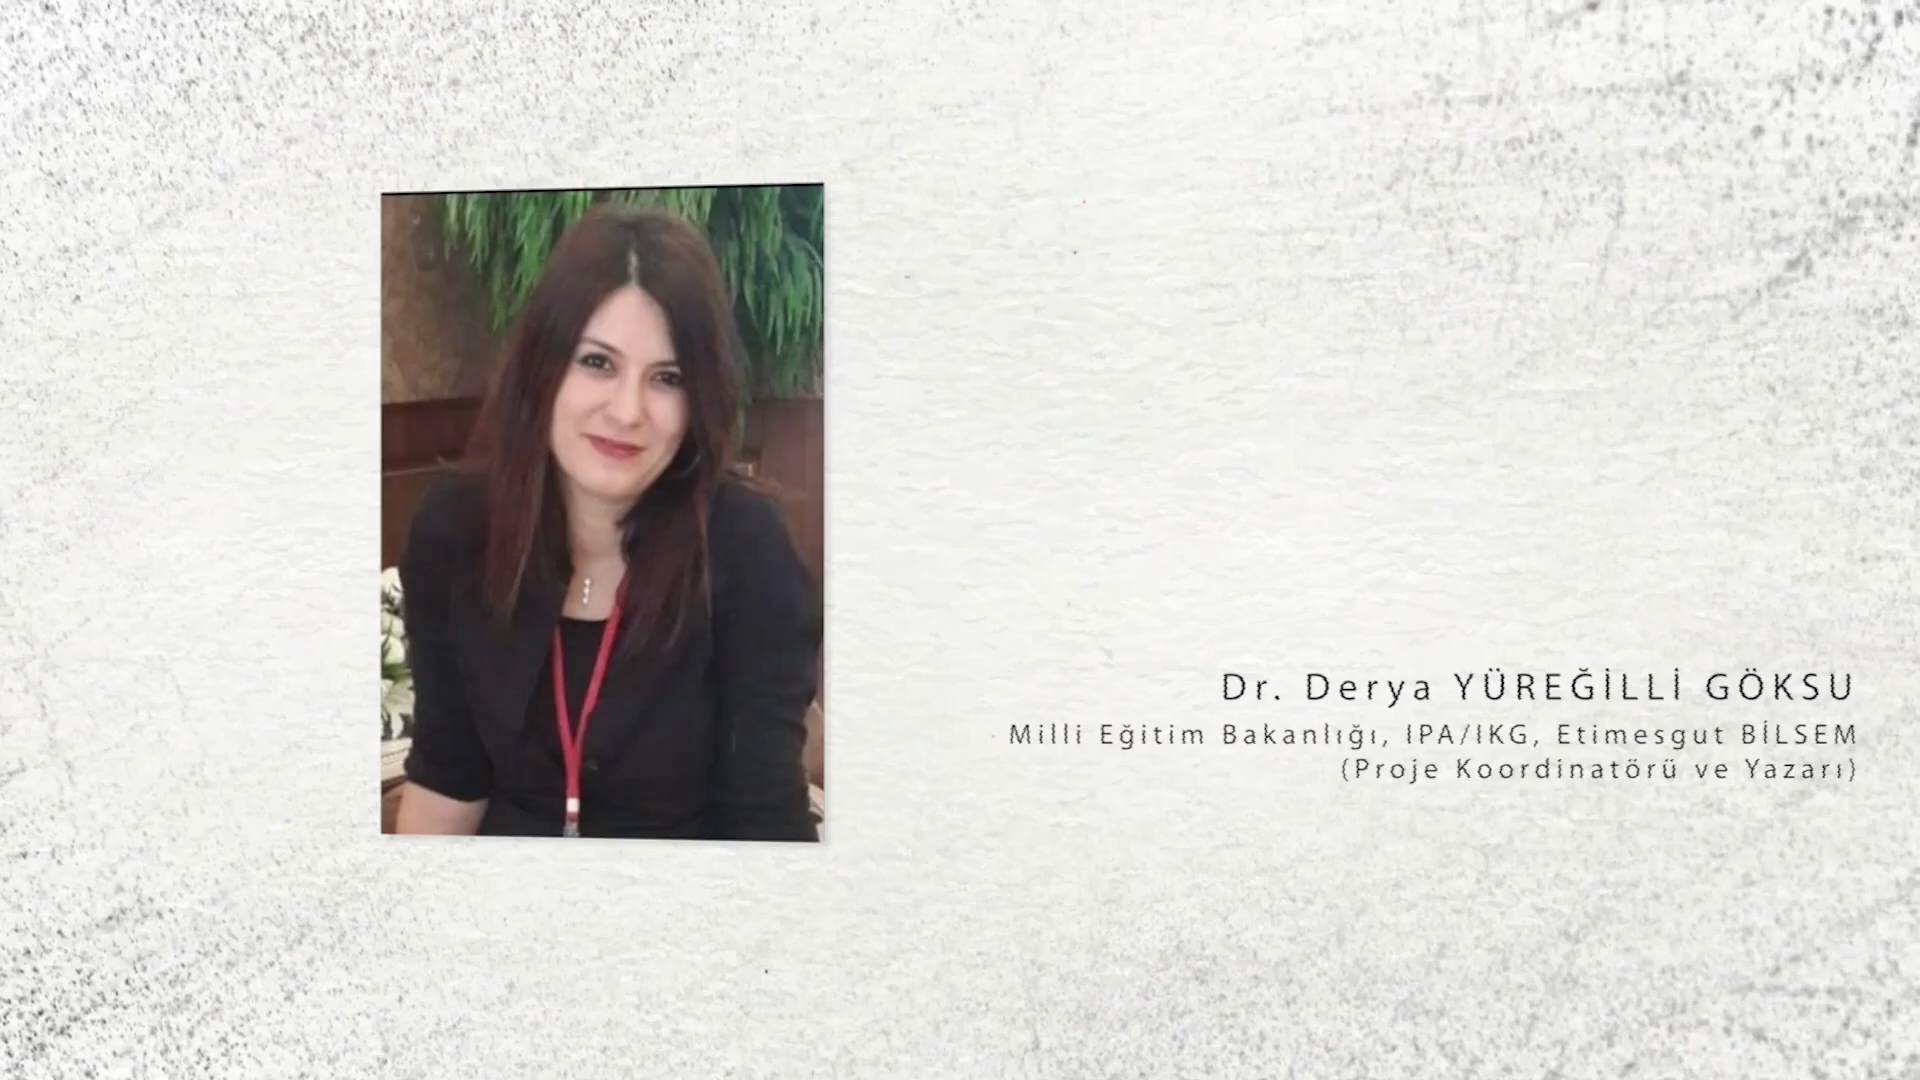 Dr. Derya YÜREĞİLLİ GÖKSU
Milli Eğitim Bakanlığı, IPA/IKG, Etimesgut BİLSEM
(Proje Koordinatörü ve Yazarı)